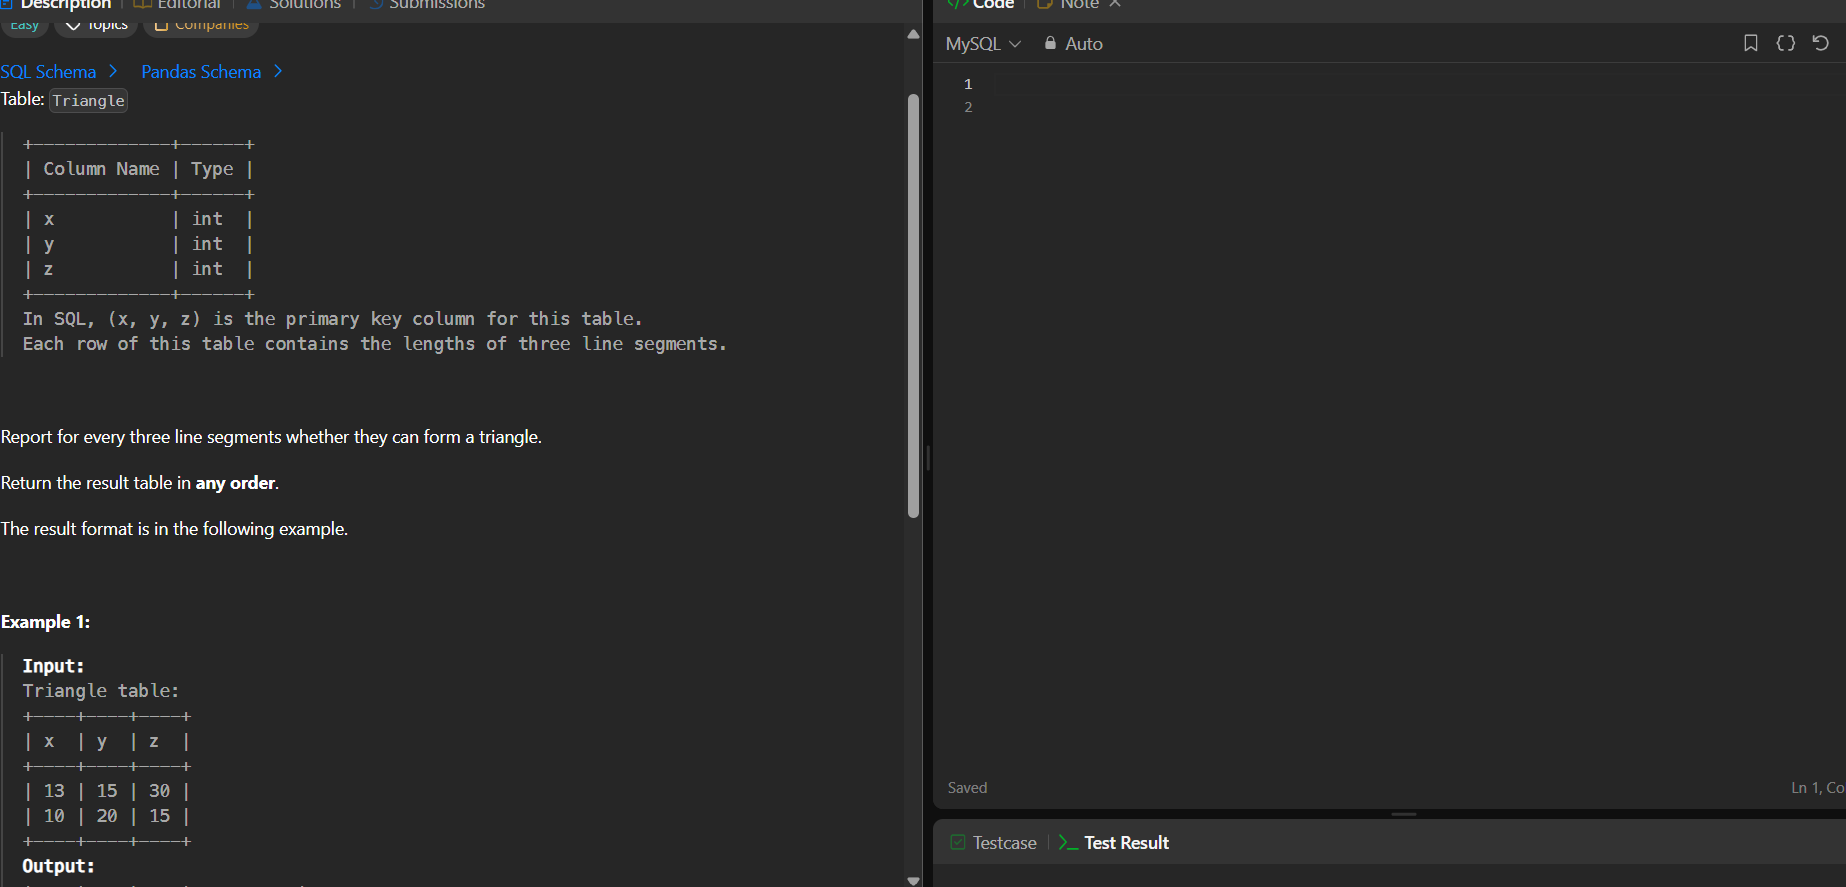 Description | Editorial | Solutions | Submissions
Easy Topics Companies
SQL Schema > Pandas Schema >
Table: Triangle
+-------------+------+
| Column Name | Type |
+-------------+------+
| x           | int  |
| y           | int  |
| z           | int  |
+-------------+------+
In SQL, (x, y, z) is the primary key column for this table.
Each row of this table contains the lengths of three line segments.
Report for every three line segments whether they can form a triangle.
Return the result table in any order.
The result format is in the following example.
Example 1:
Input:
Triangle table:
+----+----+----+
| x  | y  | z  |
+----+----+----+
| 13 | 15 | 30 |
| 10 | 20 | 15 |
+----+----+----+
Output:
</> Code | Note ×
MySQL Auto
1
2
Saved Ln 1, Co
Testcase | >_ Test Result